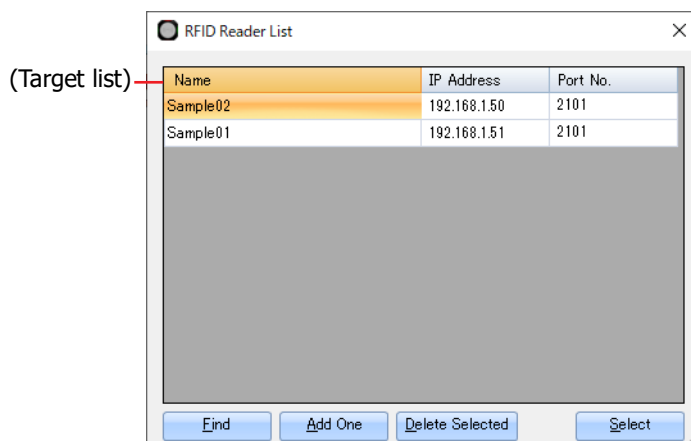 RFID Reader List
(Target list)
Name IP Address Port No.
Sample02 192.168.1.50 2101
Sample01 192.168.1.51 2101
Find Add One Delete Selected Select